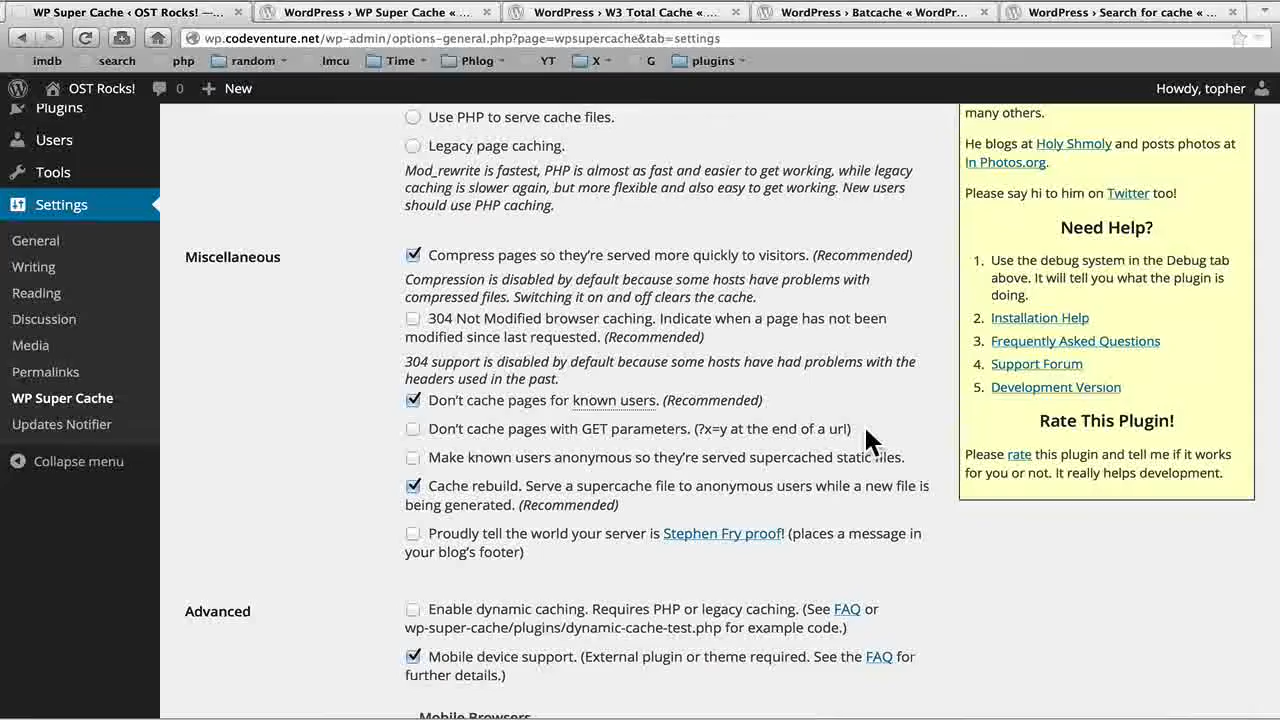 WP Super Cache ‹ OST Rocks! —...
WordPress › WP Super Cache « ...
WordPress › W3 Total Cache « ...
WordPress › Batcache « WordPr...
WordPress › Search for cache « ...
wp.codeventure.net/wp-admin/options-general.php?page=wpsupercache&tab=settings
imdb search php random lmcu Time Phlog YT X G plugins
OST Rocks! 0 + New Howdy, topher
Plugins
Users
Tools
Settings
General
Writing
Reading
Discussion
Media
Permalinks
WP Super Cache
Updates Notifier
Collapse menu
Use PHP to serve cache files.
Legacy page caching.
Mod_rewrite is fastest, PHP is almost as fast and easier to get working, while legacy
caching is slower again, but more flexible and also easy to get working. New users
should use PHP caching.
Miscellaneous
Compress pages so they're served more quickly to visitors. (Recommended)
Compression is disabled by default because some hosts have problems with
compressed files. Switching it on and off clears the cache.
304 Not Modified browser caching. Indicate when a page has not been
modified since last requested. (Recommended)
304 support is disabled by default because some hosts have had problems with the
headers used in the past.
Don't cache pages for known users. (Recommended)
Don't cache pages with GET parameters. (?x=y at the end of a url)
Make known users anonymous so they're served supercached static files.
Cache rebuild. Serve a supercache file to anonymous users while a new file is
being generated. (Recommended)
Proudly tell the world your server is Stephen Fry proof! (places a message in
your blog's footer)
Advanced
Enable dynamic caching. Requires PHP or legacy caching. (See FAQ or
wp-super-cache/plugins/dynamic-cache-test.php for example code.)
Mobile device support. (External plugin or theme required. See the FAQ for
further details.)
Mobile Browsers
many others.
He blogs at Holy Shmoly and posts photos at
In Photos.org.
Please say hi to him on Twitter too!
Need Help?
1. Use the debug system in the Debug tab
above. It will tell you what the plugin is
doing.
2. Installation Help
3. Frequently Asked Questions
4. Support Forum
5. Development Version
Rate This Plugin!
Please rate this plugin and tell me if it works
for you or not. It really helps development.